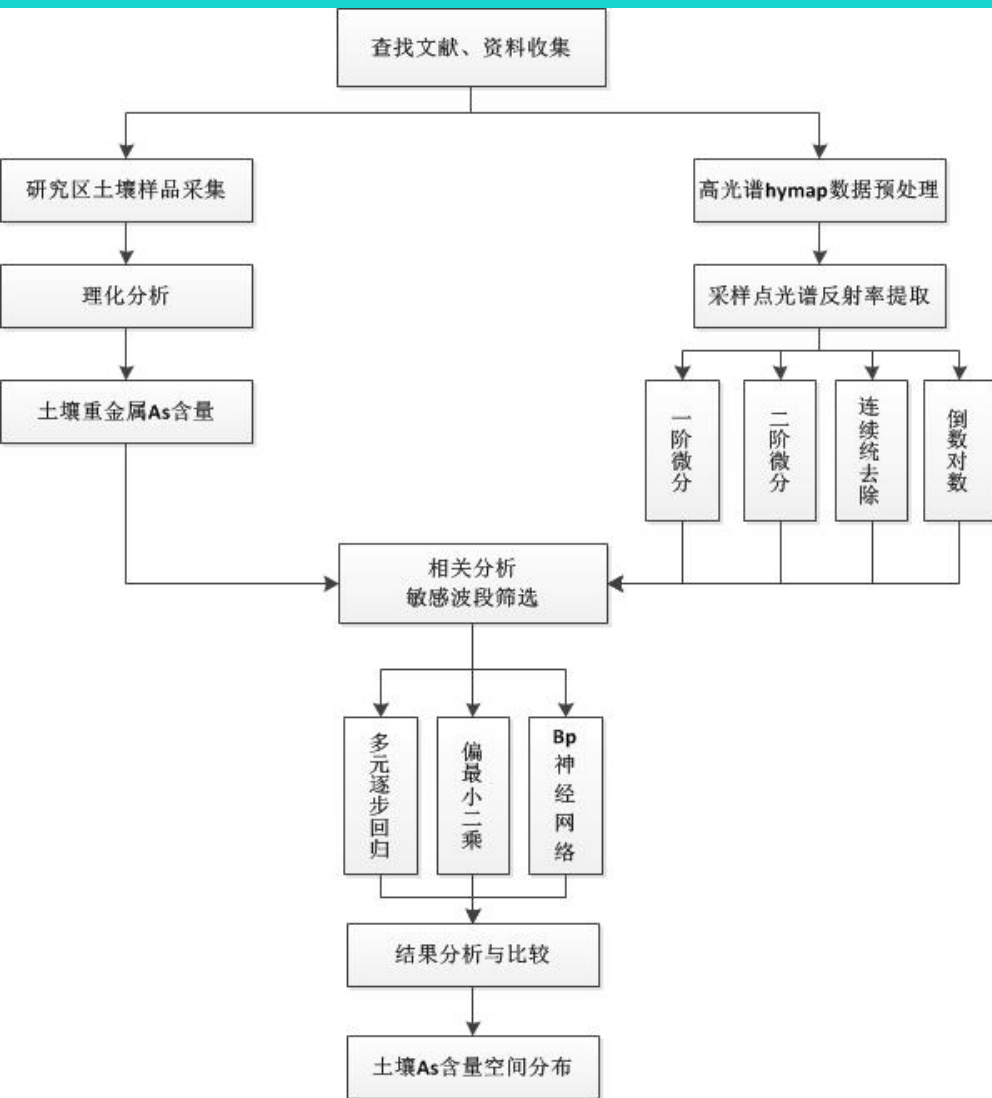 查找文献、资料收集
研究区土壤样品采集
高光谱hymap数据预处理
理化分析
采样点光谱反射率提取
土壤重金属As含量
一阶微分
二阶微分
连续统去除
倒数对数
相关分析
敏感波段筛选
多元逐步回归
偏最小二乘
Bp神经网络
结果分析与比较
土壤As含量空间分布